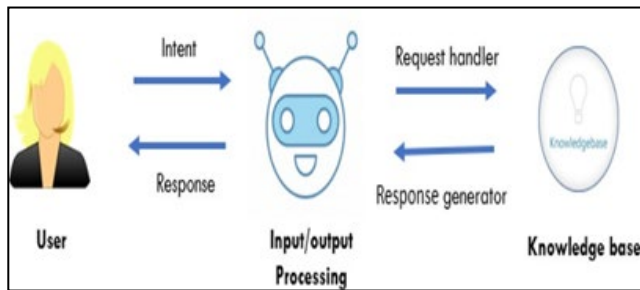 Intent
Request handler
Knowledgebase
Response
Response generator
User
Input/output
Processing
Knowledge base